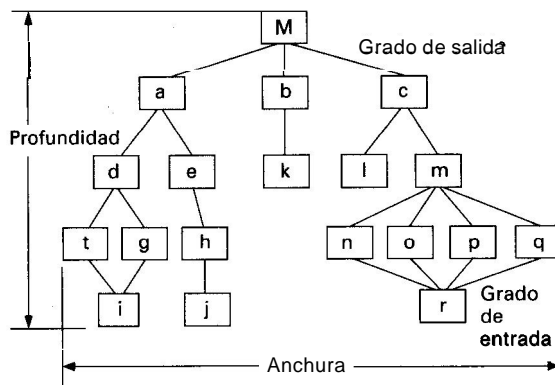 M
Grado de salida
a b c
Profundidad
d e k l m
t g h n o p q
i j r
Grado
de
entrada
Anchura